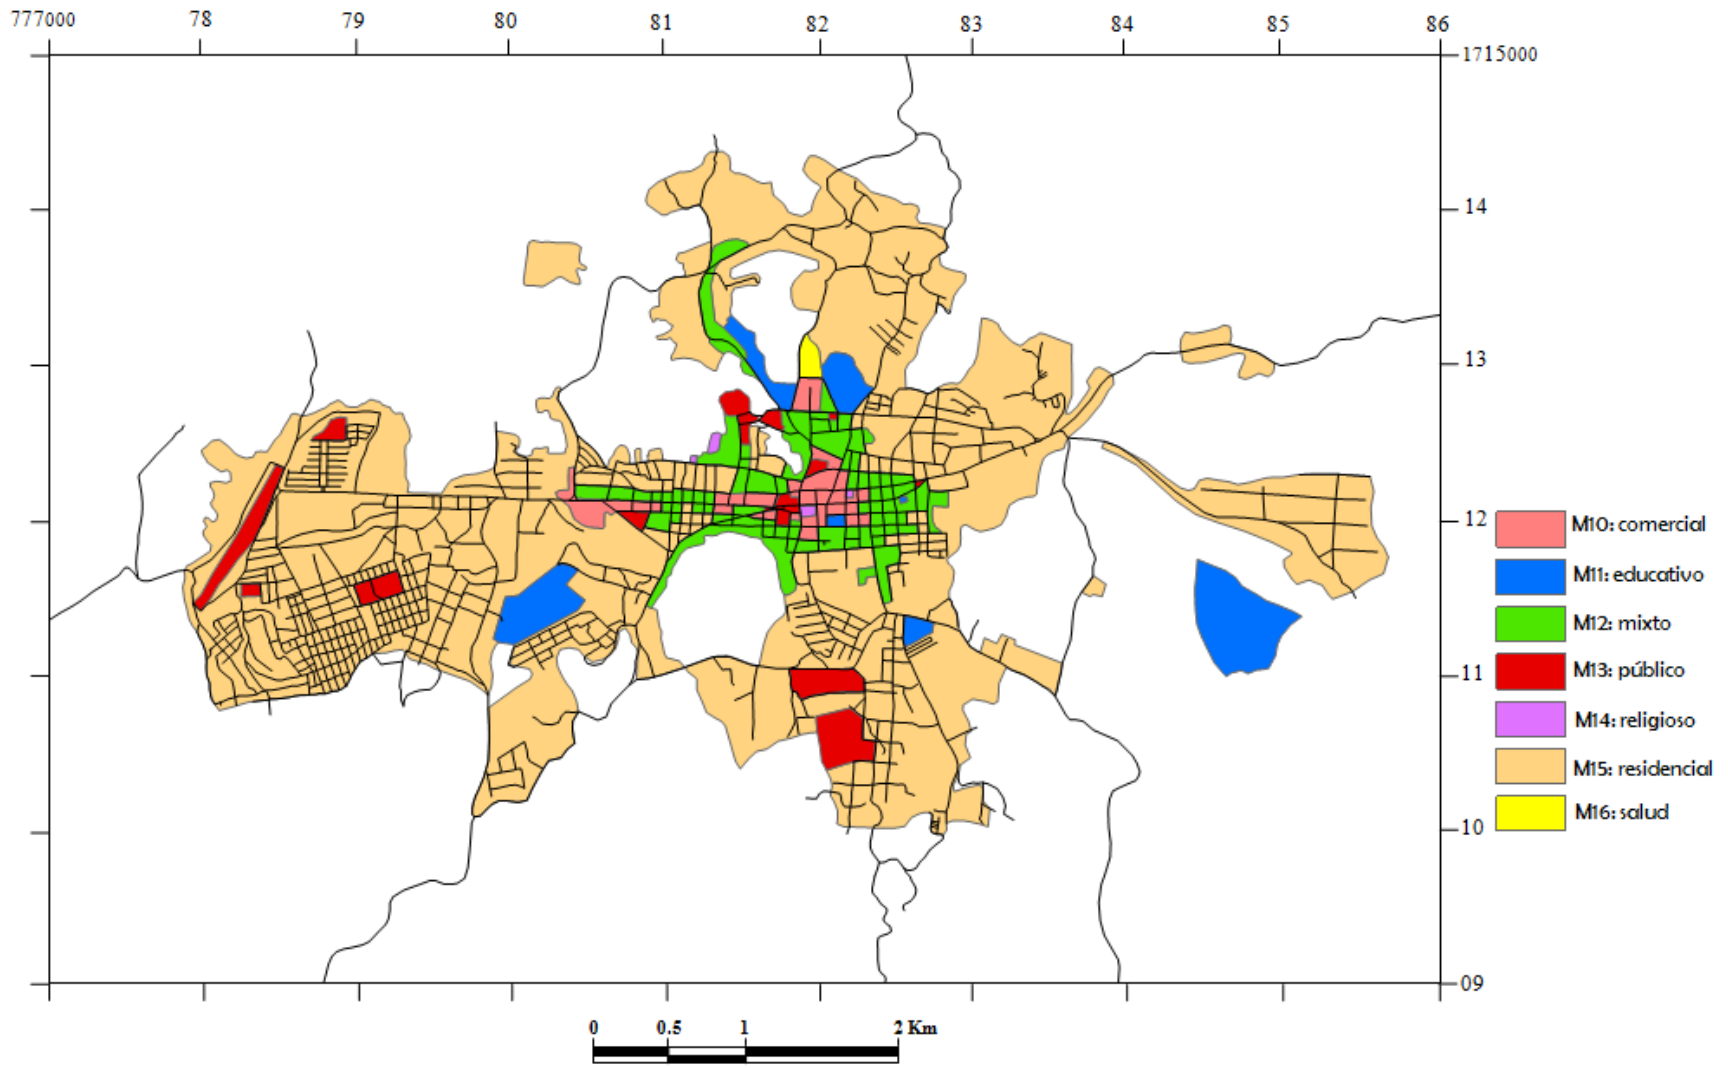 777000 78 79 80 81 82 83 84 85 86
1715000
14
13
12
11
10
09
M10: comercial
M11: educativo
M12: mixto
M13: público
M14: religioso
M15: residencial
M16: salud
0 0.5 1 2 Km